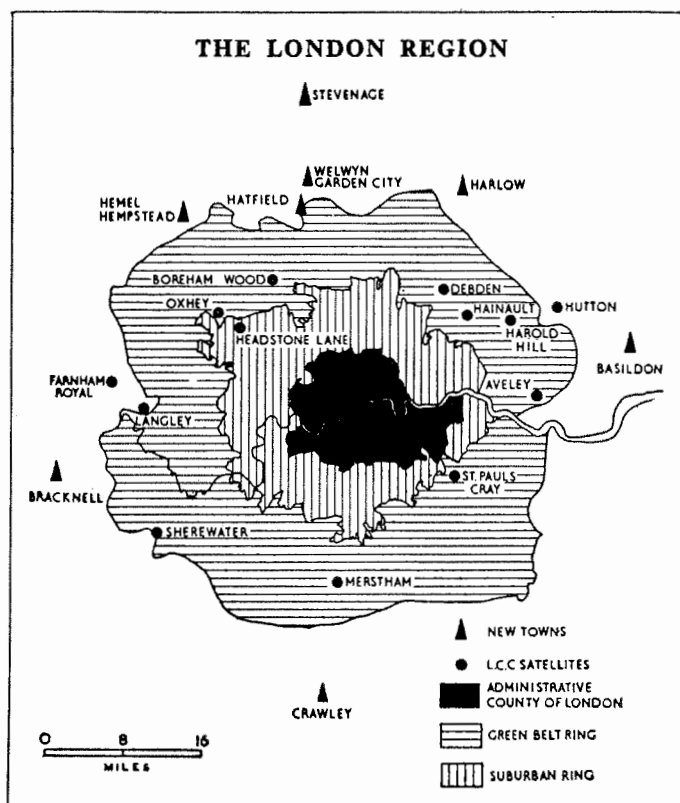 THE LONDON REGION
STEVENAGE
WELWYN
GARDEN CITY
HATFIELD
HARLOW
HEMEL
HEMPSTEAD
BOREHAM WOOD
DEBDEN
OXHEY
HAINAULT
HUTTON
HEADSTONE LANE
HAROLD
HILL
BASILDON
FARNHAM
ROYAL
AVELEY
LANGLEY
BRACKNELL
ST. PAULS
CRAY
SHEREWATER
MERSTHAM
CRAWLEY
NEW TOWNS
L.C.C SATELLITES
ADMINISTRATIVE
COUNTY OF LONDON
GREEN BELT RING
SUBURBAN RING
0 8 16
MILES